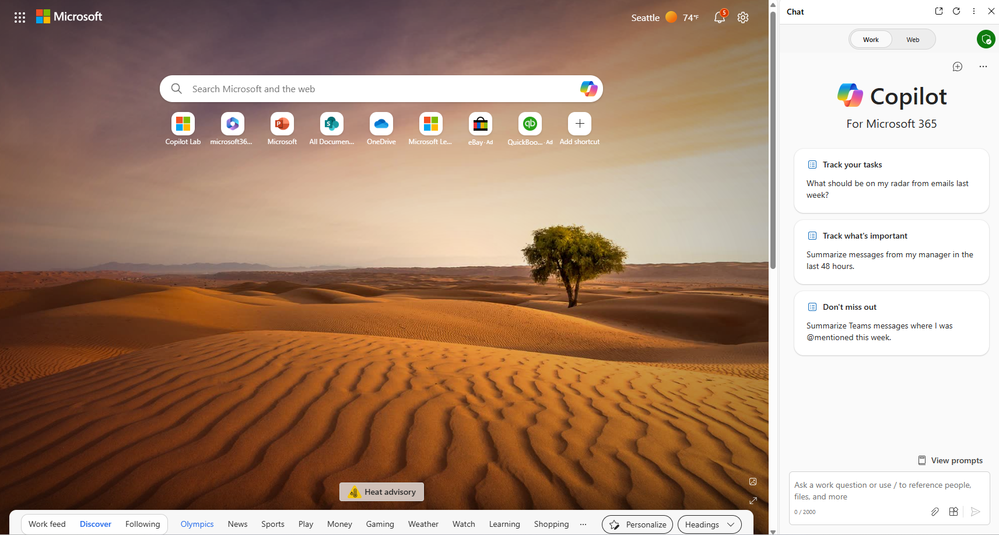 Microsoft
Seattle 74°F 5
Search Microsoft and the web
Copilot Lab
microsoft36...
Microsoft
All Documen...
OneDrive
Microsoft Le...
eBay · Ad
QuickBoo... · Ad
Add shortcut
Heat advisory
Work feed Discover Following Olympics News Sports Play Money Gaming Weather Watch Learning Shopping ... Personalize Headings
Chat
Work Web
Copilot
For Microsoft 365
Track your tasks
What should be on my radar from emails last
week?
Track what's important
Summarize messages from my manager in the
last 48 hours.
Don't miss out
Summarize Teams messages where I was
@mentioned this week.
View prompts
Ask a work question or use / to reference people,
files, and more
0 / 2000